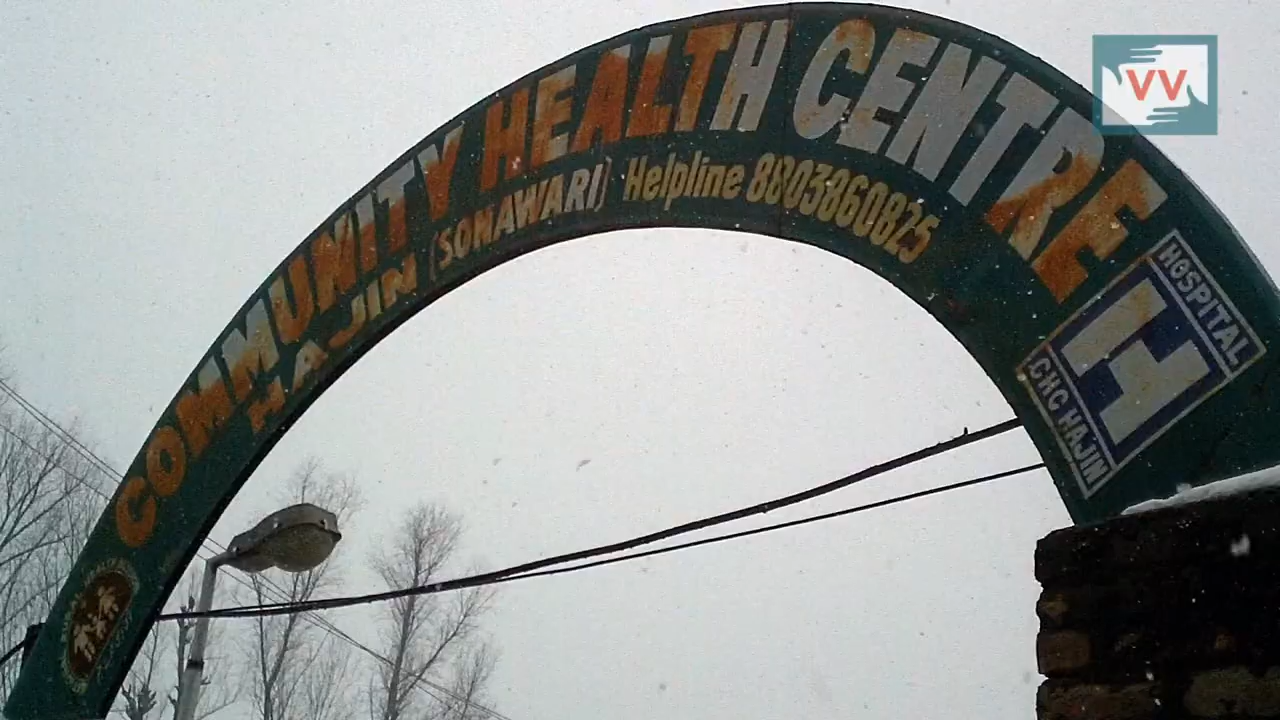 COMMUNITY HEALTH CENTRE
HAJIN (SONAWARI) Helpline 8803860825
HOSPITAL
H
CHC HAJIN
VV